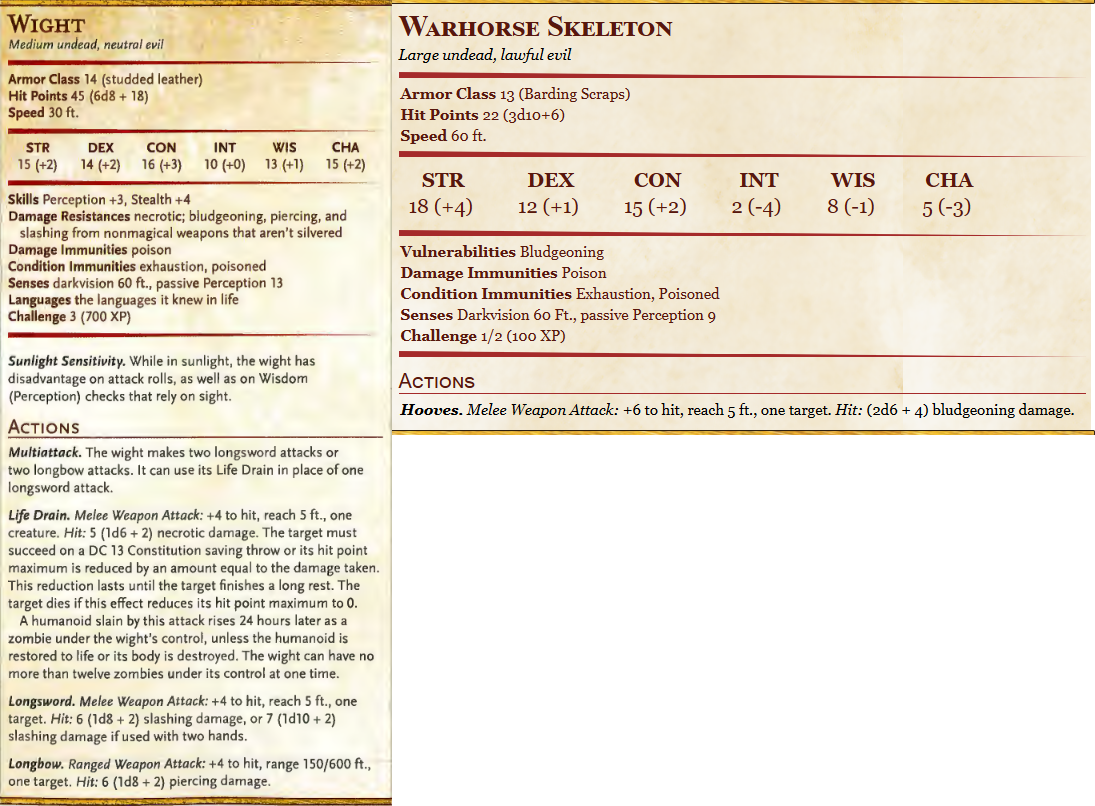 WIGHT
Medium undead, neutral evil
Armor Class 14 (studded leather)
Hit Points 45 (6d8 + 18)
Speed 30 ft.
STR DEX CON INT WIS CHA
15 (+2) 14 (+2) 16 (+3) 10 (+0) 13 (+1) 15 (+2)
Skills Perception +3, Stealth +4
Damage Resistances necrotic; bludgeoning, piercing, and
slashing from nonmagical weapons that aren't silvered
Damage Immunities poison
Condition Immunities exhaustion, poisoned
Senses darkvision 60 ft., passive Perception 13
Languages the languages it knew in life
Challenge 3 (700 XP)
Sunlight Sensitivity. While in sunlight, the wight has
disadvantage on attack rolls, as well as on Wisdom
(Perception) checks that rely on sight.
ACTIONS
Multiattack. The wight makes two longsword attacks or
two longbow attacks. It can use its Life Drain in place of one
longsword attack.
Life Drain. Melee Weapon Attack: +4 to hit, reach 5 ft., one
creature. Hit: 5 (1d6 + 2) necrotic damage. The target must
succeed on a DC 13 Constitution saving throw or its hit point
maximum is reduced by an amount equal to the damage taken.
This reduction lasts until the target finishes a long rest. The
target dies if this effect reduces its hit point maximum to 0.
A humanoid slain by this attack rises 24 hours later as a
zombie under the wight's control, unless the humanoid is
restored to life or its body is destroyed. The wight can have no
more than twelve zombies under its control at one time.
Longsword. Melee Weapon Attack: +4 to hit, reach 5 ft., one
target. Hit: 6 (1d8 + 2) slashing damage, or 7 (1d10 + 2)
slashing damage if used with two hands.
Longbow. Ranged Weapon Attack: +4 to hit, range 150/600 ft.,
one target. Hit: 6 (1d8 + 2) piercing damage.
WARHORSE SKELETON
Large undead, lawful evil
Armor Class 13 (Barding Scraps)
Hit Points 22 (3d10+6)
Speed 60 ft.
STR DEX CON INT WIS CHA
18 (+4) 12 (+1) 15 (+2) 2 (-4) 8 (-1) 5 (-3)
Vulnerabilities Bludgeoning
Damage Immunities Poison
Condition Immunities Exhaustion, Poisoned
Senses Darkvision 60 Ft., passive Perception 9
Challenge 1/2 (100 XP)
ACTIONS
Hooves. Melee Weapon Attack: +6 to hit, reach 5 ft., one target. Hit: (2d6 + 4) bludgeoning damage.